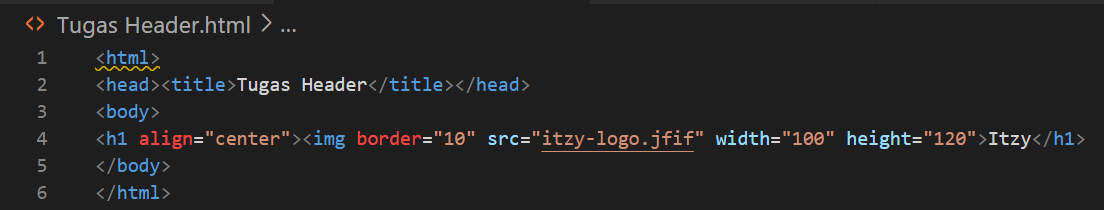 Tugas Header.html > ...
1 <html>
2 <head><title>Tugas Header</title></head>
3 <body>
4 <h1 align="center"><img border="10" src="itzy-logo.jfif" width="100" height="120">Itzy</h1>
5 </body>
6 </html>